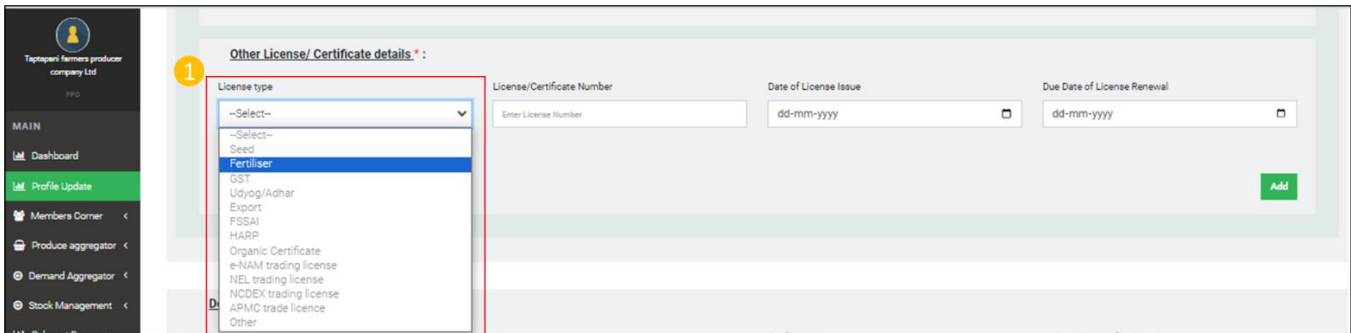 Taptapani farmers producer
company Ltd
FPO
MAIN
Dashboard
Profile Update
Members Corner
Produce aggregator
Demand Aggregator
Stock Management
1
Other License/ Certificate details * :
License type
License/Certificate Number
Date of License Issue
Due Date of License Renewal
--Select--
Enter License Number
dd-mm-yyyy
dd-mm-yyyy
--Select--
Seed
Fertiliser
GST
Udyog/Adhar
Export
FSSAI
HARP
Organic Certificate
e-NAM trading license
NEL trading license
NCDEX trading license
APMC trade licence
Other
Add